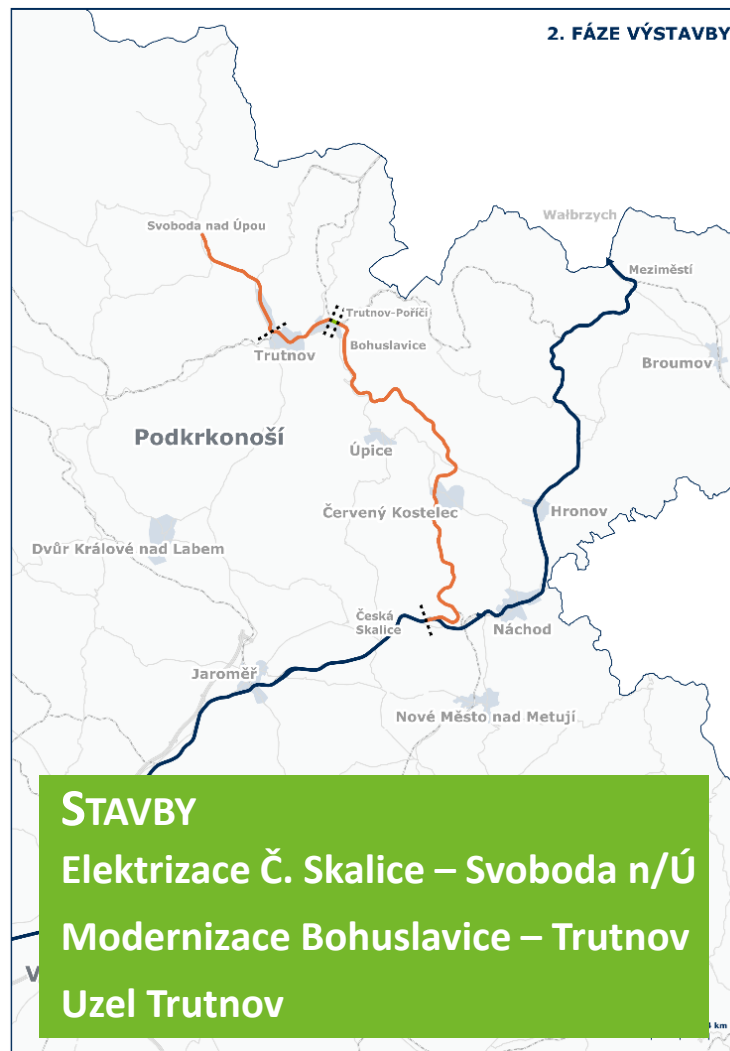 2. FÁZE VÝSTAVBY
Wałbrzych
Svoboda nad Úpou
Meziměstí
Trutnov-Poříčí
Trutnov
Bohuslavice
Broumov
Podkrkonoší
Úpice
Červený Kostelec
Hronov
Dvůr Králové nad Labem
Česká
Skalice
Náchod
Jaroměř
Nové Město nad Metují
STAVBY
Elektrizace Č. Skalice – Svoboda n/Ú
Modernizace Bohuslavice – Trutnov
Uzel Trutnov
km